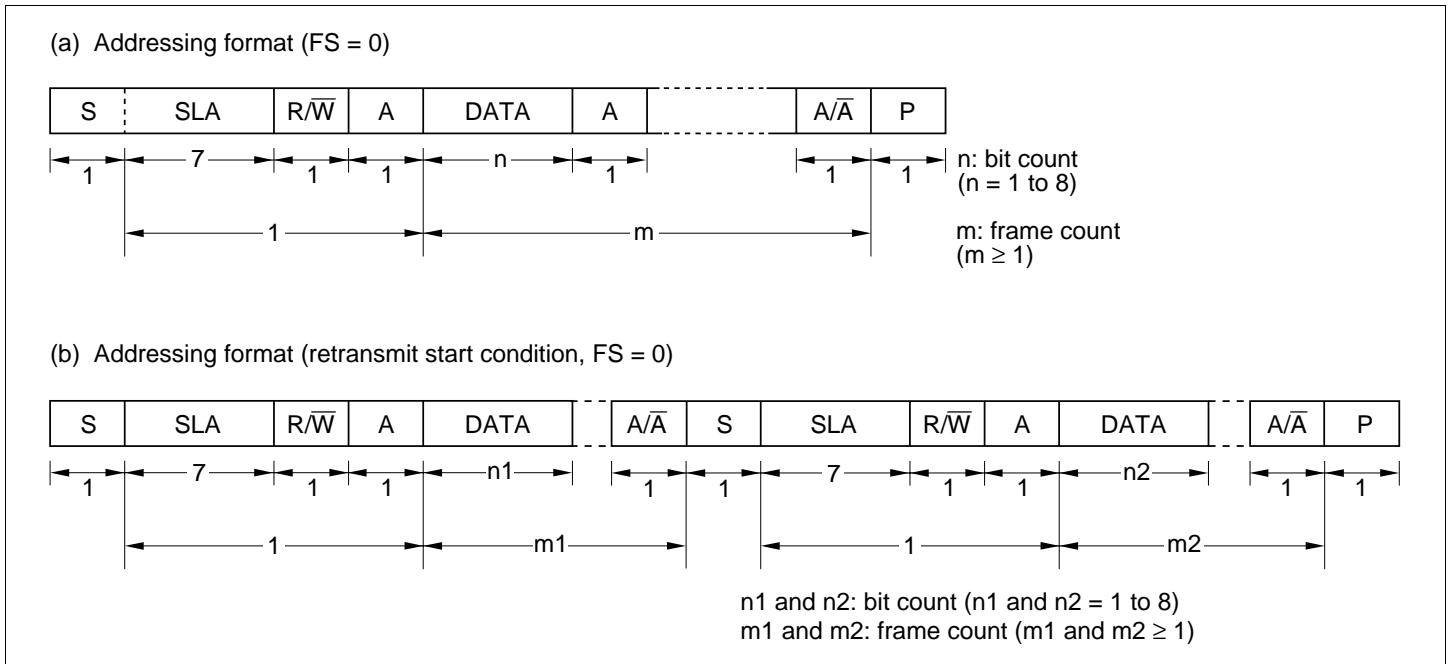 (a) Addressing format (FS = 0)
S SLA R/W̅ A DATA A A/A̅ P
1 7 1 1 n 1 1 1
n: bit count
(n = 1 to 8)
1 m
m: frame count
(m ≥ 1)
(b) Addressing format (retransmit start condition, FS = 0)
S SLA R/W̅ A DATA A/A̅ S SLA R/W̅ A DATA A/A̅ P
1 7 1 1 n1 1 1 7 1 1 n2 1 1
1 m1 1 m2
n1 and n2: bit count (n1 and n2 = 1 to 8)
m1 and m2: frame count (m1 and m2 ≥ 1)